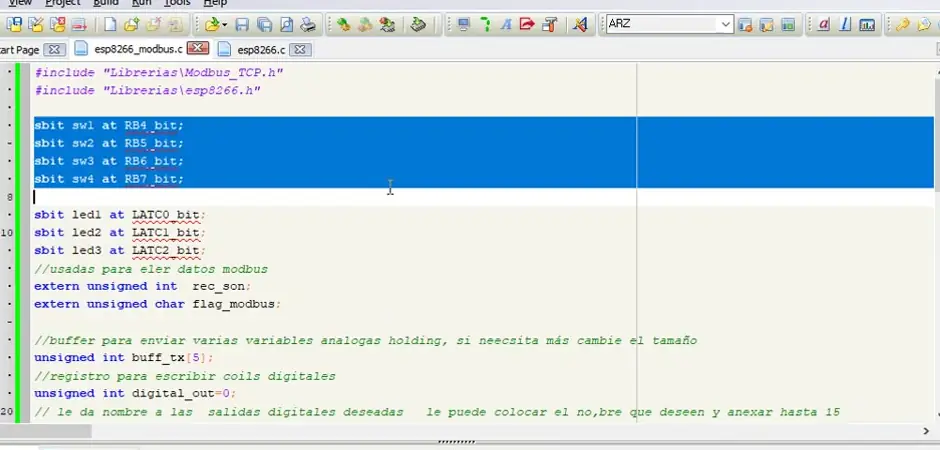 View Project Build Run Tools Help
ARZ
art Page esp8266_modbus.c esp8266.c
#include "Librerias\Modbus_TCP.h"
#include "Librerias\esp8266.h"
sbit sw1 at RB4_bit;
sbit sw2 at RB5_bit;
sbit sw3 at RB6_bit;
sbit sw4 at RB7_bit;
8
sbit led1 at LATC0_bit;
10 sbit led2 at LATC1_bit;
sbit led3 at LATC2_bit;
//usadas para eler datos modbus
extern unsigned int rec_son;
extern unsigned char flag_modbus;
//buffer para enviar varias variables analogas holding, si neecsita más cambie el tamaño
unsigned int buff_tx[5];
//registro para escribir coils digitales
unsigned int digital_out=0;
20 // le da nombre a las salidas digitales deseadas le puede colocar el no,bre que deseen y anexar hasta 15